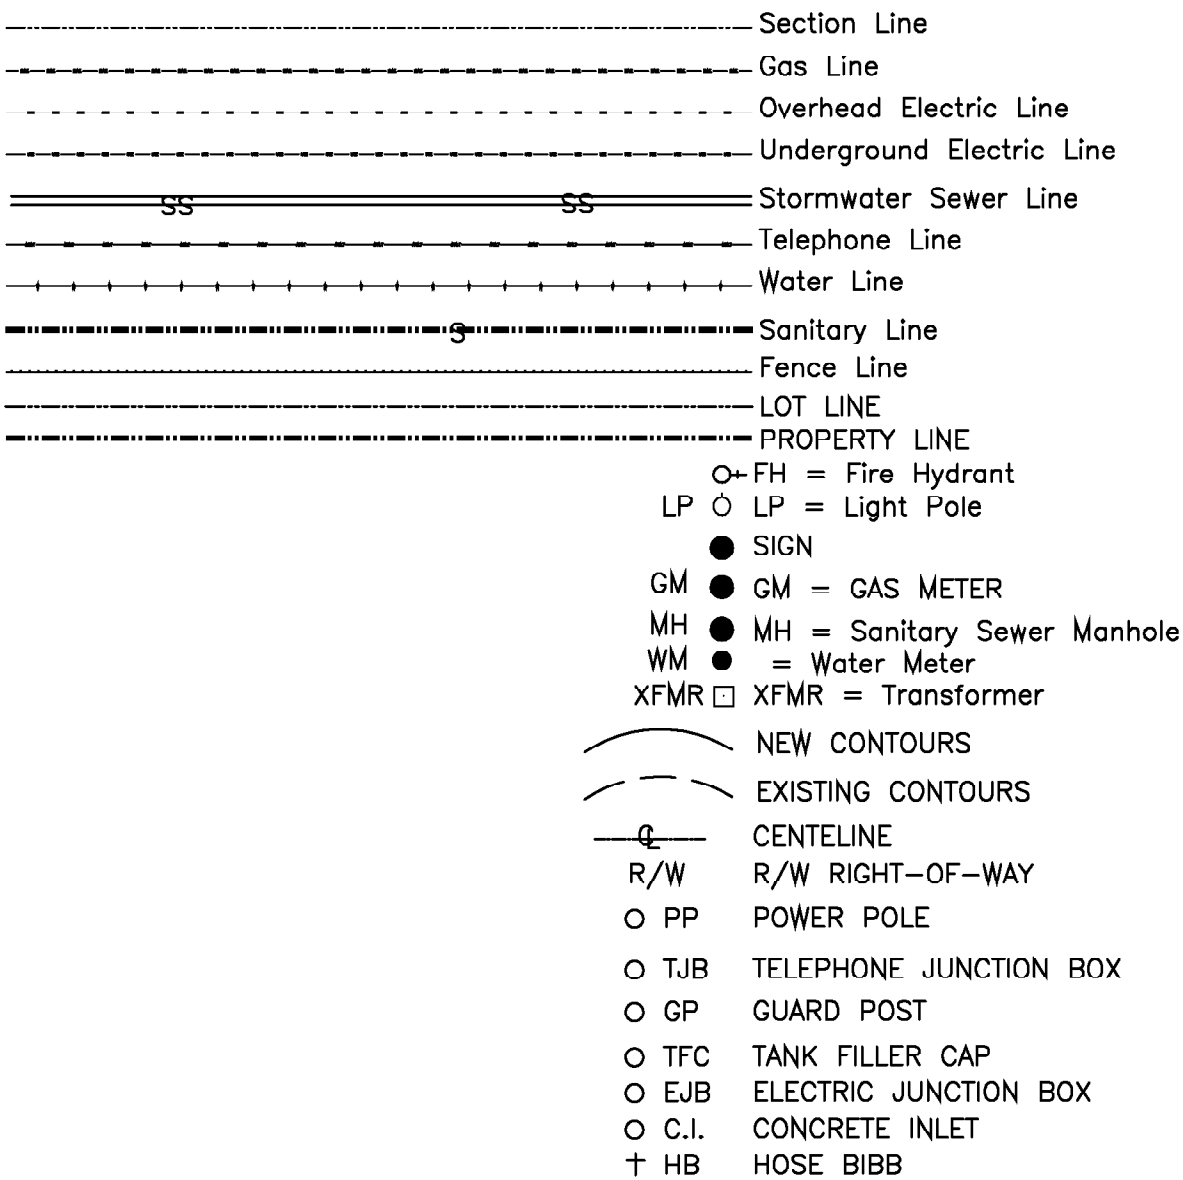 Section Line
Gas Line
Overhead Electric Line
Underground Electric Line
SS SS Stormwater Sewer Line
Telephone Line
Water Line
S Sanitary Line
Fence Line
LOT LINE
PROPERTY LINE
FH = Fire Hydrant
LP LP = Light Pole
SIGN
GM GM = GAS METER
MH MH = Sanitary Sewer Manhole
WM = Water Meter
XFMR XFMR = Transformer
NEW CONTOURS
EXISTING CONTOURS
℄ CENTELINE
R/W R/W RIGHT-OF-WAY
PP POWER POLE
TJB TELEPHONE JUNCTION BOX
GP GUARD POST
TFC TANK FILLER CAP
EJB ELECTRIC JUNCTION BOX
C.I. CONCRETE INLET
HB HOSE BIBB